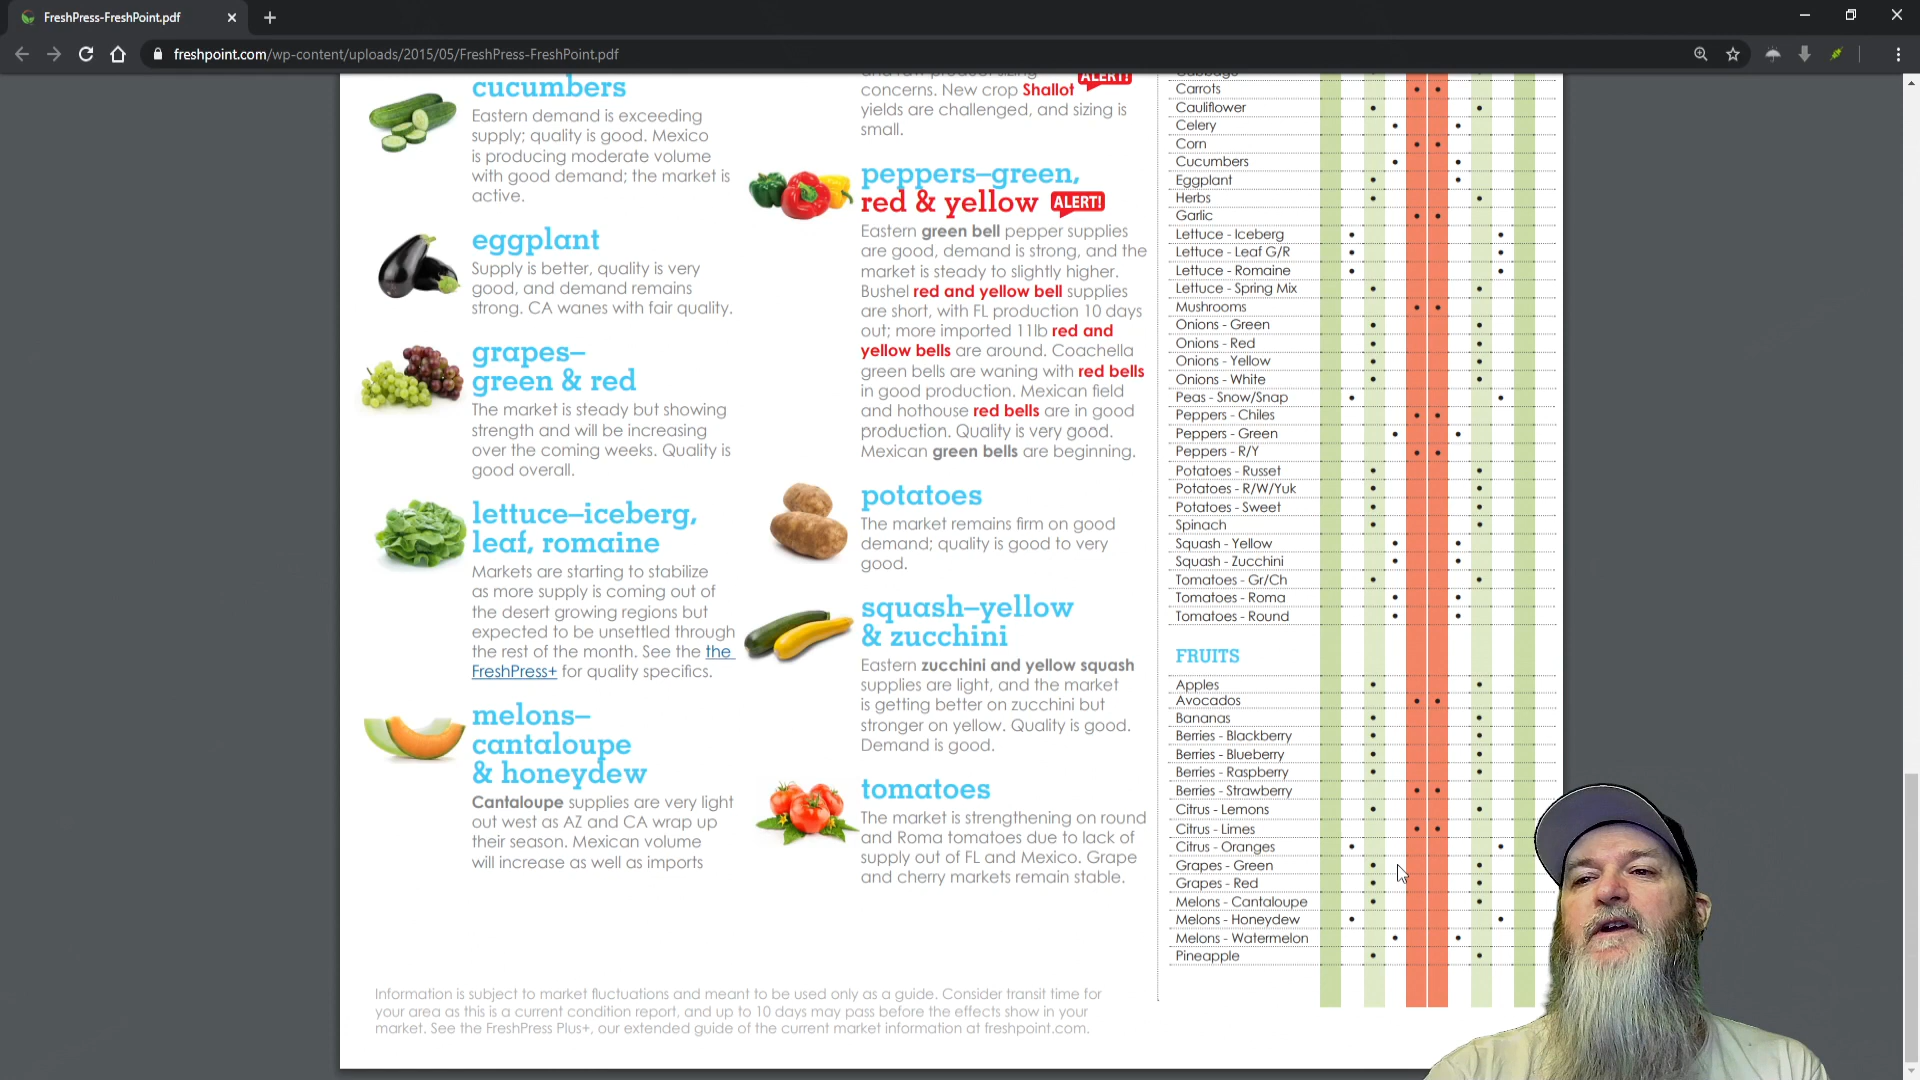 FreshPress-FreshPoint.pdf
freshpoint.com/wp-content/uploads/2015/05/FreshPress-FreshPoint.pdf
cucumbers
Eastern demand is exceeding
supply; quality is good. Mexico
is producing moderate volume
with good demand; the market is
active.
eggplant
Supply is better, quality is very
good, and demand remains
strong. CA wanes with fair quality.
grapes–
green & red
The market is steady but showing
strength and will be increasing
over the coming weeks. Quality is
good overall.
lettuce–iceberg,
leaf, romaine
Markets are starting to stabilize
as more supply is coming out of
the desert growing regions but
expected to be unsettled through
the rest of the month. See the the
FreshPress+ for quality specifics.
melons–
cantaloupe
& honeydew
Cantaloupe supplies are very light
out west as AZ and CA wrap up
their season. Mexican volume
will increase as well as imports
ALERT!
concerns. New crop Shallot
yields are challenged, and sizing is
small.
peppers–green,
red & yellow ALERT!
Eastern green bell pepper supplies
are good, demand is strong, and the
market is steady to slightly higher.
Bushel red and yellow bell supplies
are short, with FL production 10 days
out; more imported 11lb red and
yellow bells are around. Coachella
green bells are waning with red bells
in good production. Mexican field
and hothouse red bells are in good
production. Quality is very good.
Mexican green bells are beginning.
potatoes
The market remains firm on good
demand; quality is good to very
good.
squash–yellow
& zucchini
Eastern zucchini and yellow squash
supplies are light, and the market
is getting better on zucchini but
stronger on yellow. Quality is good.
Demand is good.
tomatoes
The market is strengthening on round
and Roma tomatoes due to lack of
supply out of FL and Mexico. Grape
and cherry markets remain stable.
Cabbage
Carrots
Cauliflower
Celery
Corn
Cucumbers
Eggplant
Herbs
Garlic
Lettuce - Iceberg
Lettuce - Leaf G/R
Lettuce - Romaine
Lettuce - Spring Mix
Mushrooms
Onions - Green
Onions - Red
Onions - Yellow
Onions - White
Peas - Snow/Snap
Peppers - Chiles
Peppers - Green
Peppers - R/Y
Potatoes - Russet
Potatoes - R/W/Yuk
Potatoes - Sweet
Spinach
Squash - Yellow
Squash - Zucchini
Tomatoes - Gr/Ch
Tomatoes - Roma
Tomatoes - Round
FRUITS
Apples
Avocados
Bananas
Berries - Blackberry
Berries - Blueberry
Berries - Raspberry
Berries - Strawberry
Citrus - Lemons
Citrus - Limes
Citrus - Oranges
Grapes - Green
Grapes - Red
Melons - Cantaloupe
Melons - Honeydew
Melons - Watermelon
Pineapple
Information is subject to market fluctuations and meant to be used only as a guide. Consider transit time for
your area as this is a current condition report, and up to 10 days may pass before the effects show in your
market. See the FreshPress Plus+, our extended guide of the current market information at freshpoint.com.